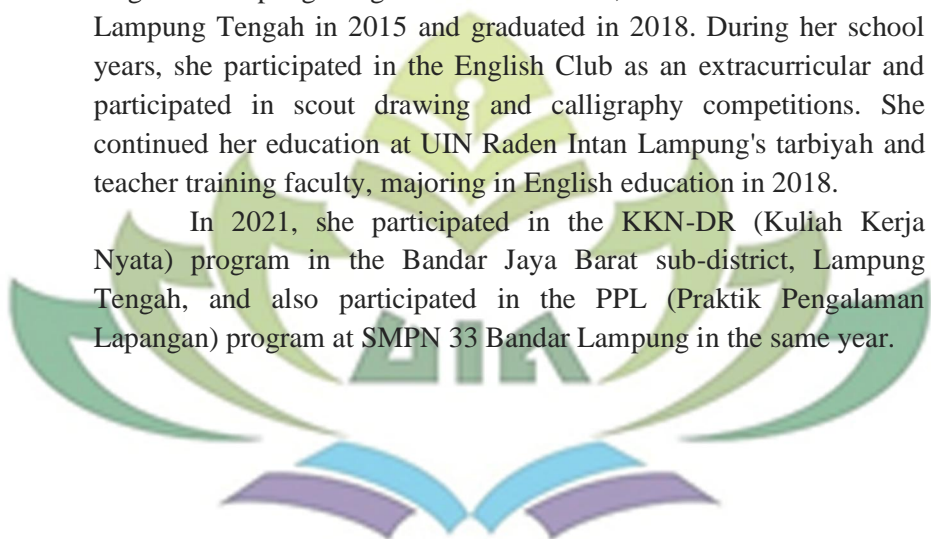 Lampung Tengah in 2015 and graduated in 2018. During her school
years, she participated in the English Club as an extracurricular and
participated in scout drawing and calligraphy competitions. She
continued her education at UIN Raden Intan Lampung's tarbiyah and
teacher training faculty, majoring in English education in 2018.
In 2021, she participated in the KKN-DR (Kuliah Kerja
Nyata) program in the Bandar Jaya Barat sub-district, Lampung
Tengah, and also participated in the PPL (Praktik Pengalaman
Lapangan) program at SMPN 33 Bandar Lampung in the same year.
UIN